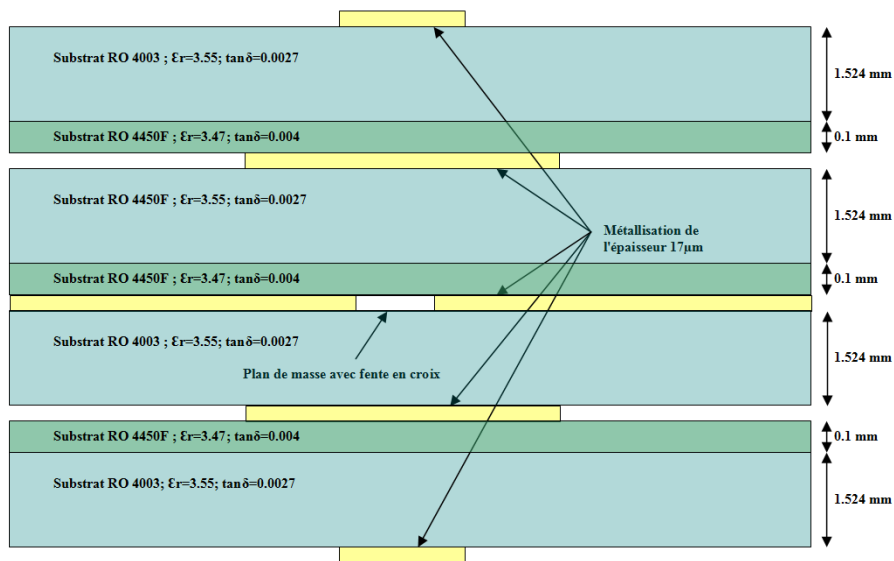 Substrat RO 4003 ; Ɛr=3.55; tanδ=0.0027
1.524 mm
Substrat RO 4450F ; Ɛr=3.47; tanδ=0.004
0.1 mm
Substrat RO 4450F ; Ɛr=3.55; tanδ=0.0027
1.524 mm
Métallisation de
l'épaisseur 17µm
Substrat RO 4450F ; Ɛr=3.47; tanδ=0.004
0.1 mm
Substrat RO 4003 ; Ɛr=3.55; tanδ=0.0027
1.524 mm
Plan de masse avec fente en croix
Substrat RO 4450F ; Ɛr=3.47; tanδ=0.004
0.1 mm
Substrat RO 4003; Ɛr=3.55; tanδ=0.0027
1.524 mm